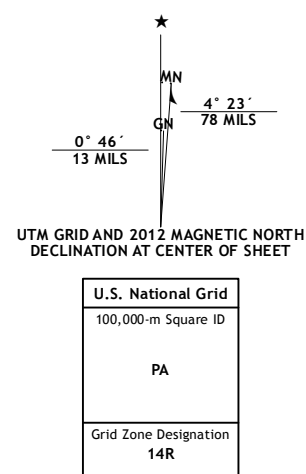 ★
MN
GN
4° 23´
78 MILS
0° 46´
13 MILS
UTM GRID AND 2012 MAGNETIC NORTH
DECLINATION AT CENTER OF SHEET
U.S. National Grid
100,000-m Square ID
PA
Grid Zone Designation
14R